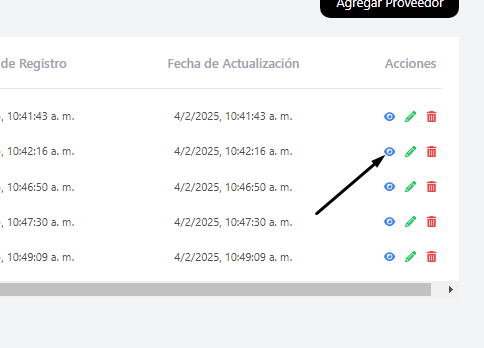 Agregar Proveedor
de Registro Fecha de Actualización Acciones
, 10:41:43 a. m. 4/2/2025, 10:41:43 a. m.
, 10:42:16 a. m. 4/2/2025, 10:42:16 a. m.
, 10:46:50 a. m. 4/2/2025, 10:46:50 a. m.
, 10:47:30 a. m. 4/2/2025, 10:47:30 a. m.
, 10:49:09 a. m. 4/2/2025, 10:49:09 a. m.